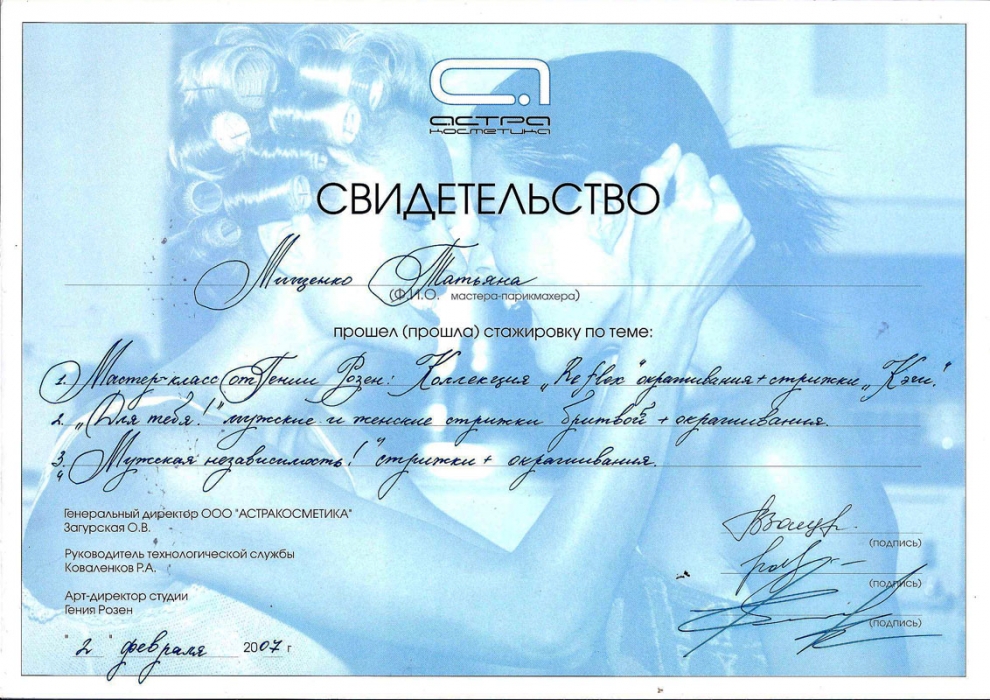 астра
косметика
СВИДЕТЕЛЬСТВО
Мищенко Татьяна
(Ф.И.О. мастера-парикмахера)
прошел (прошла) стажировку по теме:
1. Мастер-класс от Гении Розен: Коллекция „Re flex" окрашивания + стрижки „Кэш."
2. „Для тебя!" мужские и женские стрижки бритвой + окрашивания.
3. Мужская независимость!" стрижки + окрашивания.
Генеральный директор ООО "АСТРАКОСМЕТИКА"
Загурская О.В.
(подпись)
Руководитель технологической службы
Коваленков Р.А.
(подпись)
Арт-директор студии
Гения Розен
(подпись)
" 2 " февраля 2007 г